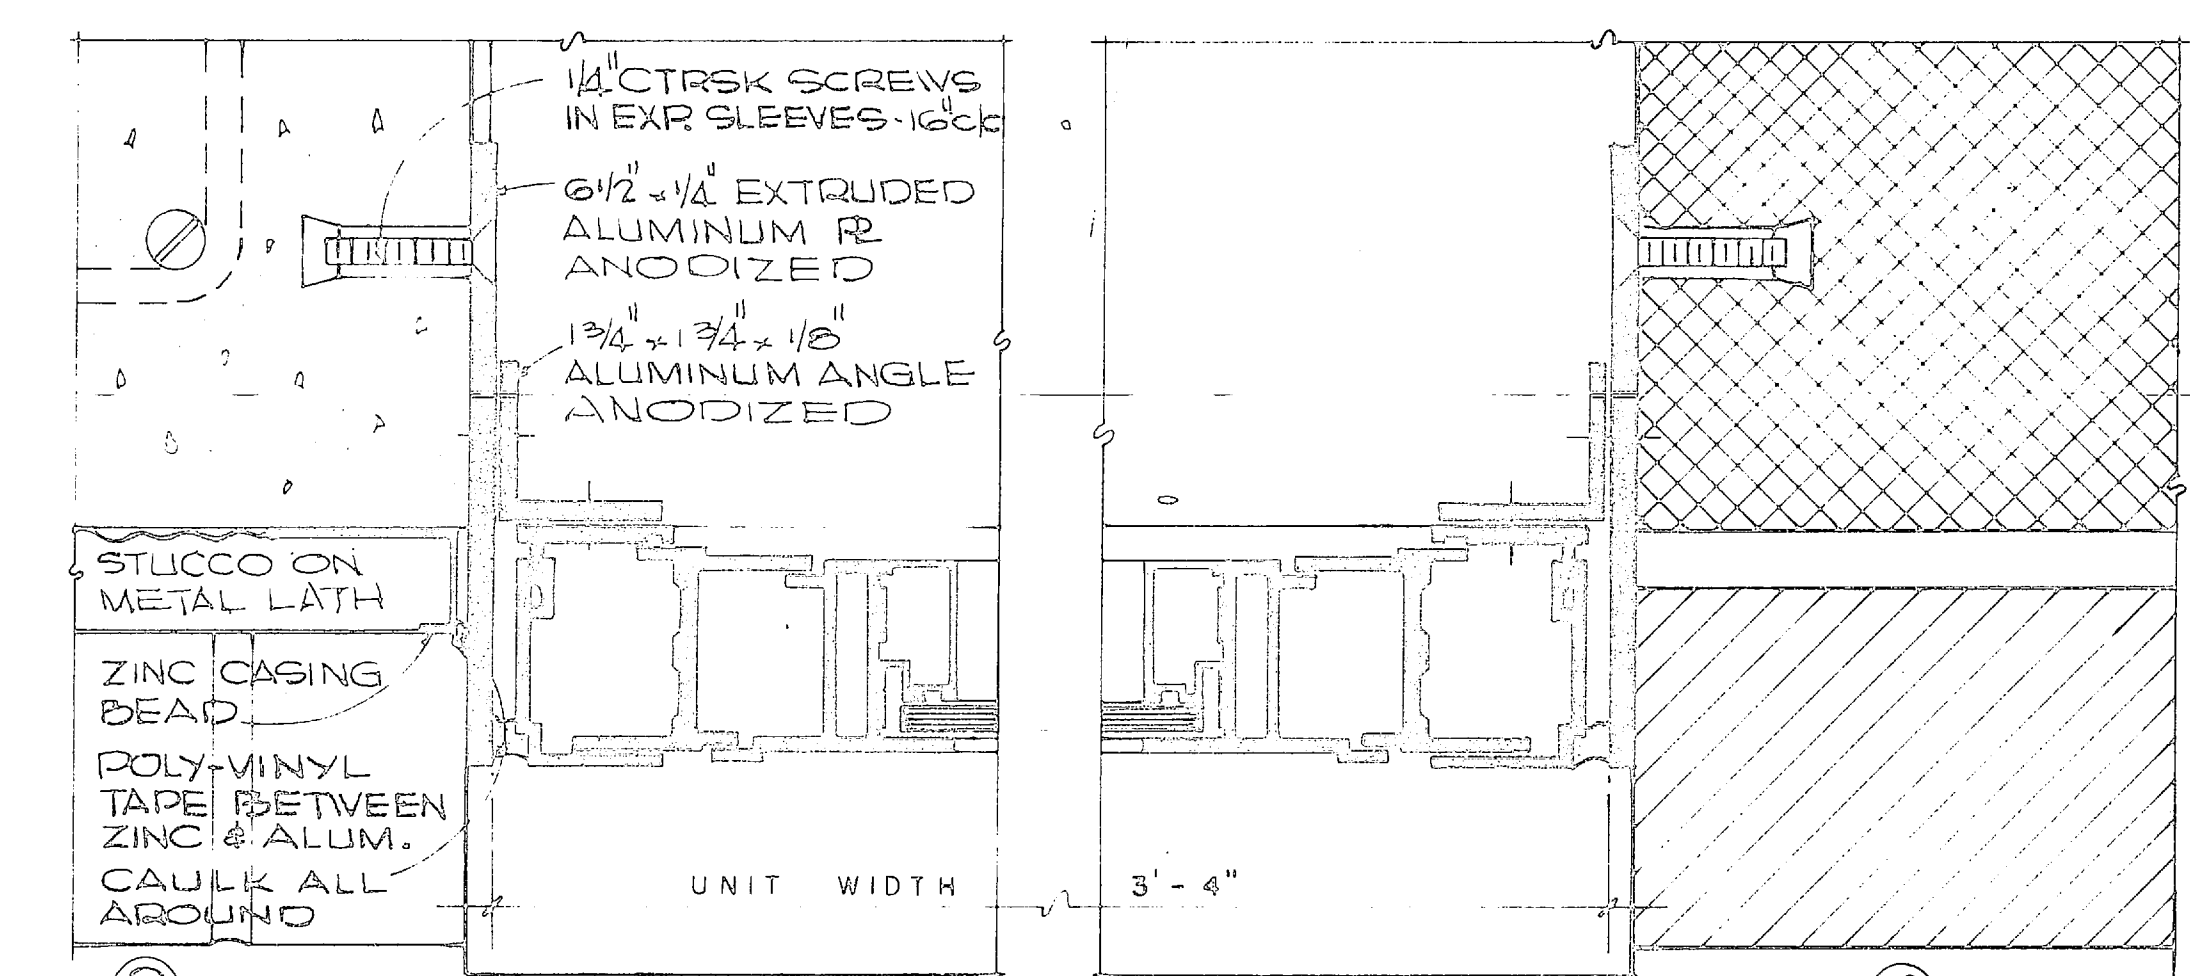 1/4" CTRSK SCREWS
IN EXP. SLEEVES - 16" c/c
6 1/2" x 1/4" EXTRUDED
ALUMINUM PL
ANODIZED
1 3/4" x 1 3/4" x 1/8"
ALUMINUM ANGLE
ANODIZED
STUCCO ON
METAL LATH
ZINC CASING
BEAD
POLY-VINYL
TAPE BETWEEN
ZINC & ALUM.
CAULK ALL
AROUND
UNIT WIDTH 3' - 4"